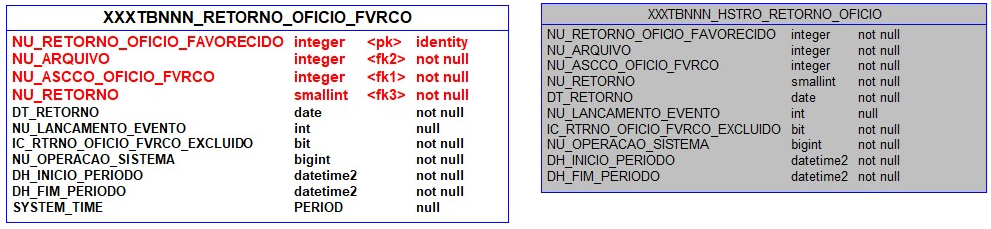 XXXTBNNN_RETORNO_OFICIO_FVRCO
NU_RETORNO_OFICIO_FAVORECIDO integer <pk> identity
NU_ARQUIVO integer <fk2> not null
NU_ASCCO_OFICIO_FVRCO integer <fk1> not null
NU_RETORNO smallint <fk3> not null
DT_RETORNO date not null
NU_LANCAMENTO_EVENTO int null
IC_RTRNO_OFICIO_FVRCO_EXCLUIDO bit not null
NU_OPERACAO_SISTEMA bigint not null
DH_INICIO_PERIODO datetime2 not null
DH_FIM_PERIODO datetime2 not null
SYSTEM_TIME PERIOD null
XXXTBNNN_HSTRO_RETORNO_OFICIO
NU_RETORNO_OFICIO_FAVORECIDO integer not null
NU_ARQUIVO integer not null
NU_ASCCO_OFICIO_FVRCO integer not null
NU_RETORNO smallint not null
DT_RETORNO date not null
NU_LANCAMENTO_EVENTO int null
IC_RTRNO_OFICIO_FVRCO_EXCLUIDO bit not null
NU_OPERACAO_SISTEMA bigint not null
DH_INICIO_PERIODO datetime2 not null
DH_FIM_PERIODO datetime2 not null